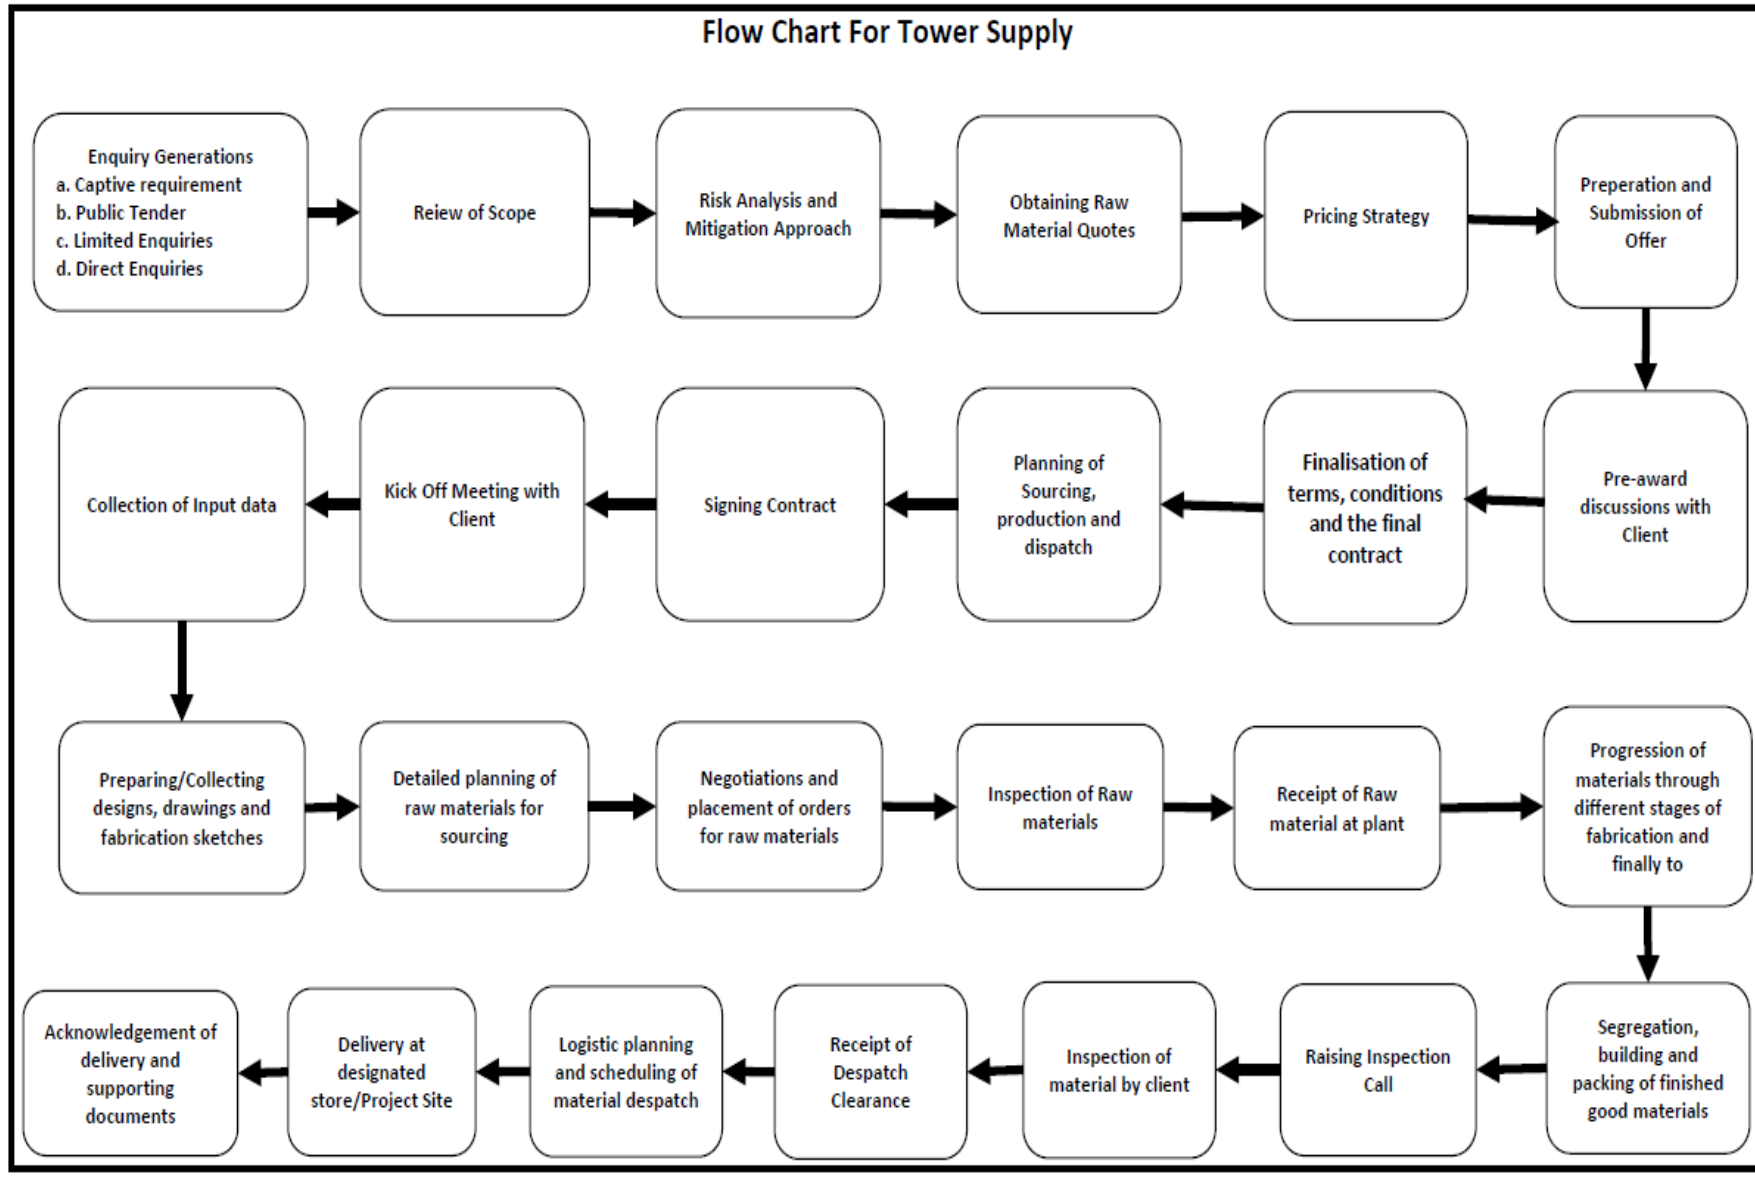 Flow Chart For Tower Supply
Enquiry Generations
a. Captive requirement
b. Public Tender
c. Limited Enquiries
d. Direct Enquiries
Reiew of Scope
Risk Analysis and
Mitigation Approach
Obtaining Raw
Material Quotes
Pricing Strategy
Preperation and
Submission of
Offer
Pre-award
discussions with
Client
Finalisation of
terms, conditions
and the final
contract
Planning of
Sourcing,
production and
dispatch
Signing Contract
Kick Off Meeting with
Client
Collection of Input data
Preparing/Collecting
designs, drawings and
fabrication sketches
Detailed planning of
raw materials for
sourcing
Negotiations and
placement of orders
for raw materials
Inspection of Raw
materials
Receipt of Raw
material at plant
Progression of
materials through
different stages of
fabrication and
finally to
Segregation,
building and
packing of finished
good materials
Raising Inspection
Call
Inspection of
material by client
Receipt of
Despatch
Clearance
Logistic planning
and scheduling of
material despatch
Delivery at
designated
store/Project Site
Acknowledgement of
delivery and
supporting
documents